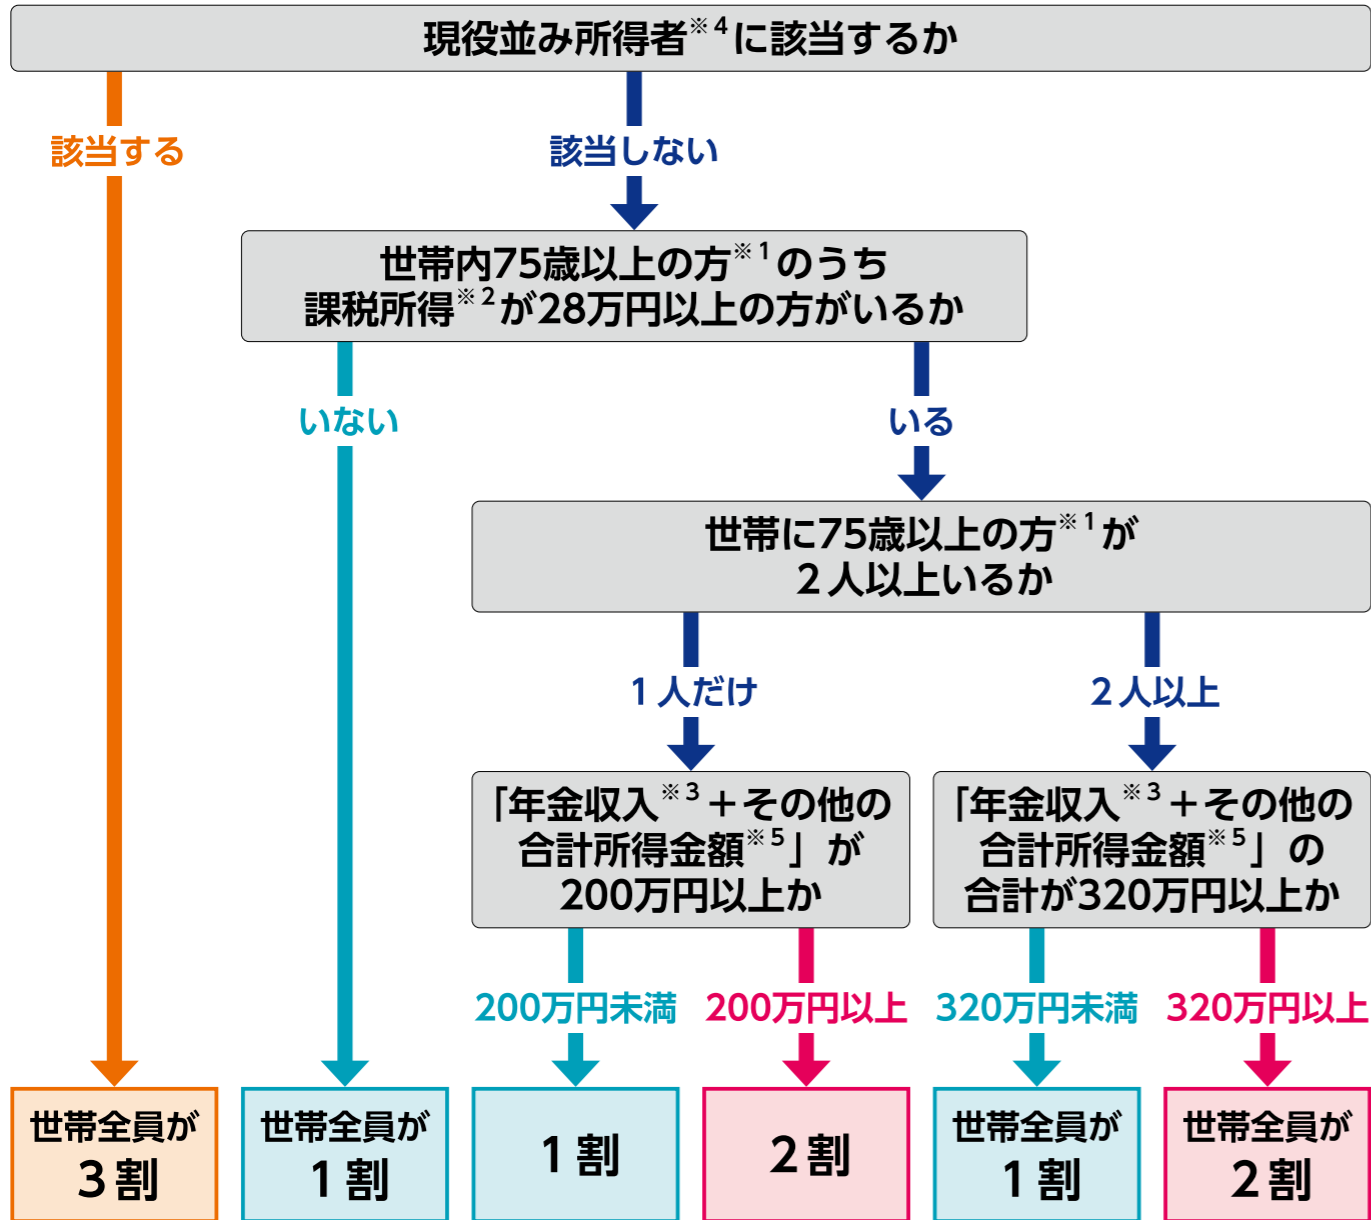 現役並み所得者※4に該当するか
該当する
該当しない
世帯内75歳以上の方※1のうち
課税所得※2が28万円以上の方がいるか
いない
いる
世帯に75歳以上の方※1が
2人以上いるか
1人だけ
2人以上
「年金収入※3＋その他の
合計所得金額※5」が
200万円以上か
「年金収入※3＋その他の
合計所得金額※5」の
合計が320万円以上か
200万円未満
200万円以上
320万円未満
320万円以上
世帯全員が
3割
世帯全員が
1割
1割
2割
世帯全員が
1割
世帯全員が
2割